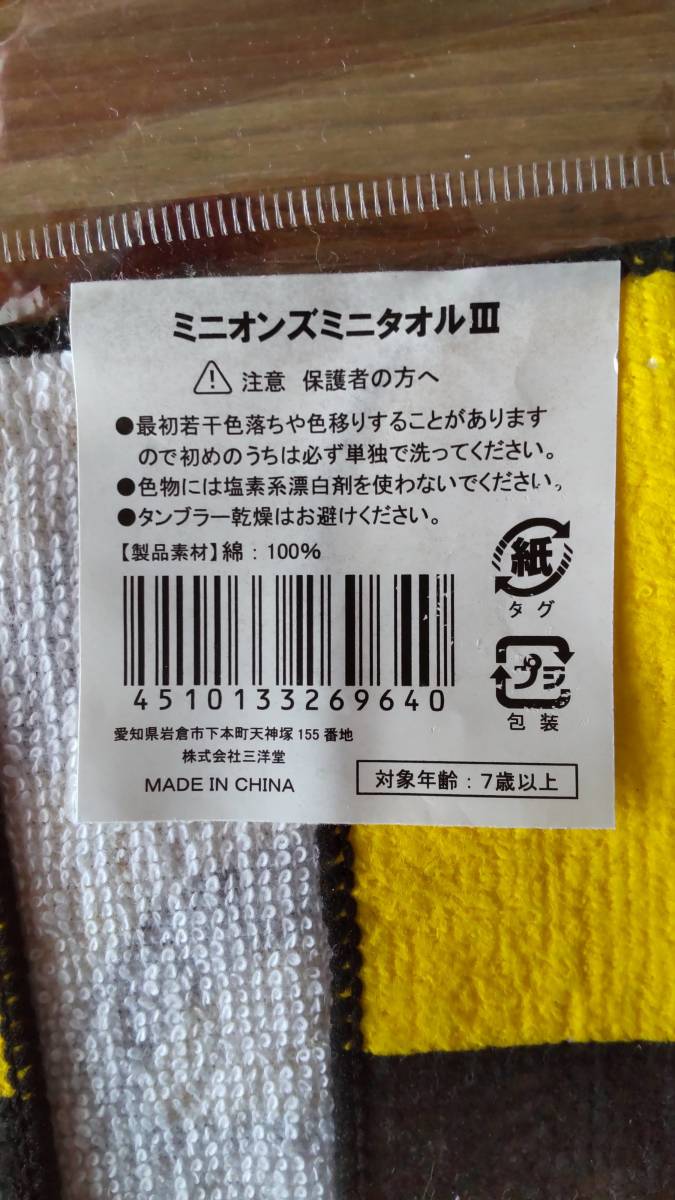 ミニオンズミニタオルⅢ
注意 保護者の方へ
●最初若干色落ちや色移りすることがあります
ので初めのうちは必ず単独で洗ってください。
●色物には塩素系漂白剤を使わないでください。
●タンブラー乾燥はお避けください。
【製品素材】綿：100%
紙
タグ
プラ
包装
4510133269640
愛知県岩倉市下本町天神塚155番地
株式会社三洋堂
MADE IN CHINA
対象年齢：7歳以上